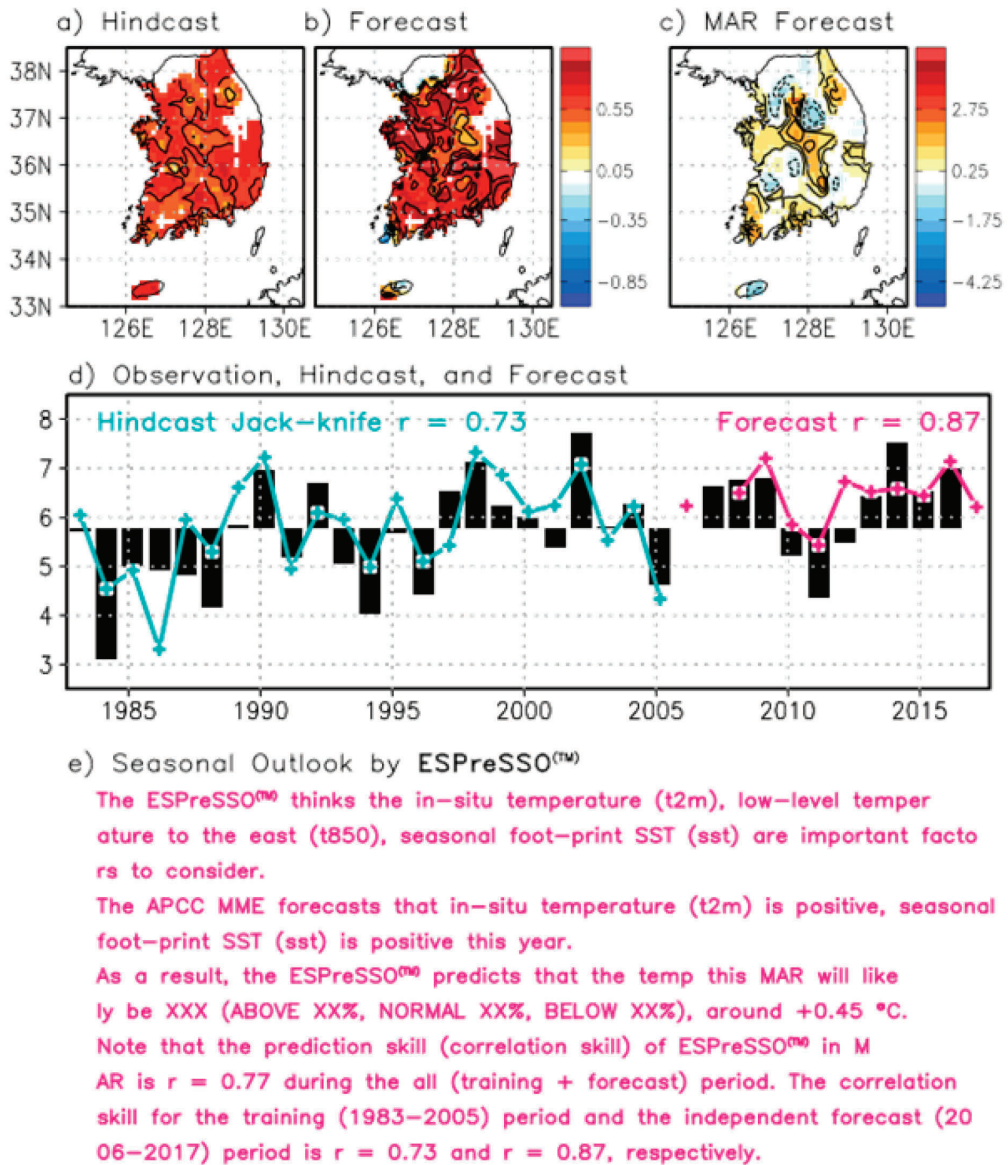 a) Hindcast
b) Forecast
c) MAR Forecast
38N
37N
36N
35N
34N
33N
126E 128E 130E
126E 128E 130E
0.55
0.05
−0.35
−0.85
126E 128E 130E
2.75
0.25
−1.75
−4.25
d) Observation, Hindcast, and Forecast
Hindcast Jack−knife r = 0.73
Forecast r = 0.87
8
7
6
5
4
3
1985 1990 1995 2000 2005 2010 2015
e) Seasonal Outlook by ESPreSSO(TM)
The ESPreSSO(TM) thinks the in−situ temperature (t2m), low−level temper
ature to the east (t850), seasonal foot−print SST (sst) are important facto
rs to consider.
The APCC MME forecasts that in−situ temperature (t2m) is positive, seasonal
foot−print SST (sst) is positive this year.
As a result, the ESPreSSO(TM) predicts that the temp this MAR will like
ly be XXX (ABOVE XX%, NORMAL XX%, BELOW XX%), around +0.45 °C.
Note that the prediction skill (correlation skill) of ESPreSSO(TM) in M
AR is r = 0.77 during the all (training + forecast) period. The correlation
skill for the training (1983−2005) period and the independent forecast (20
06−2017) period is r = 0.73 and r = 0.87, respectively.